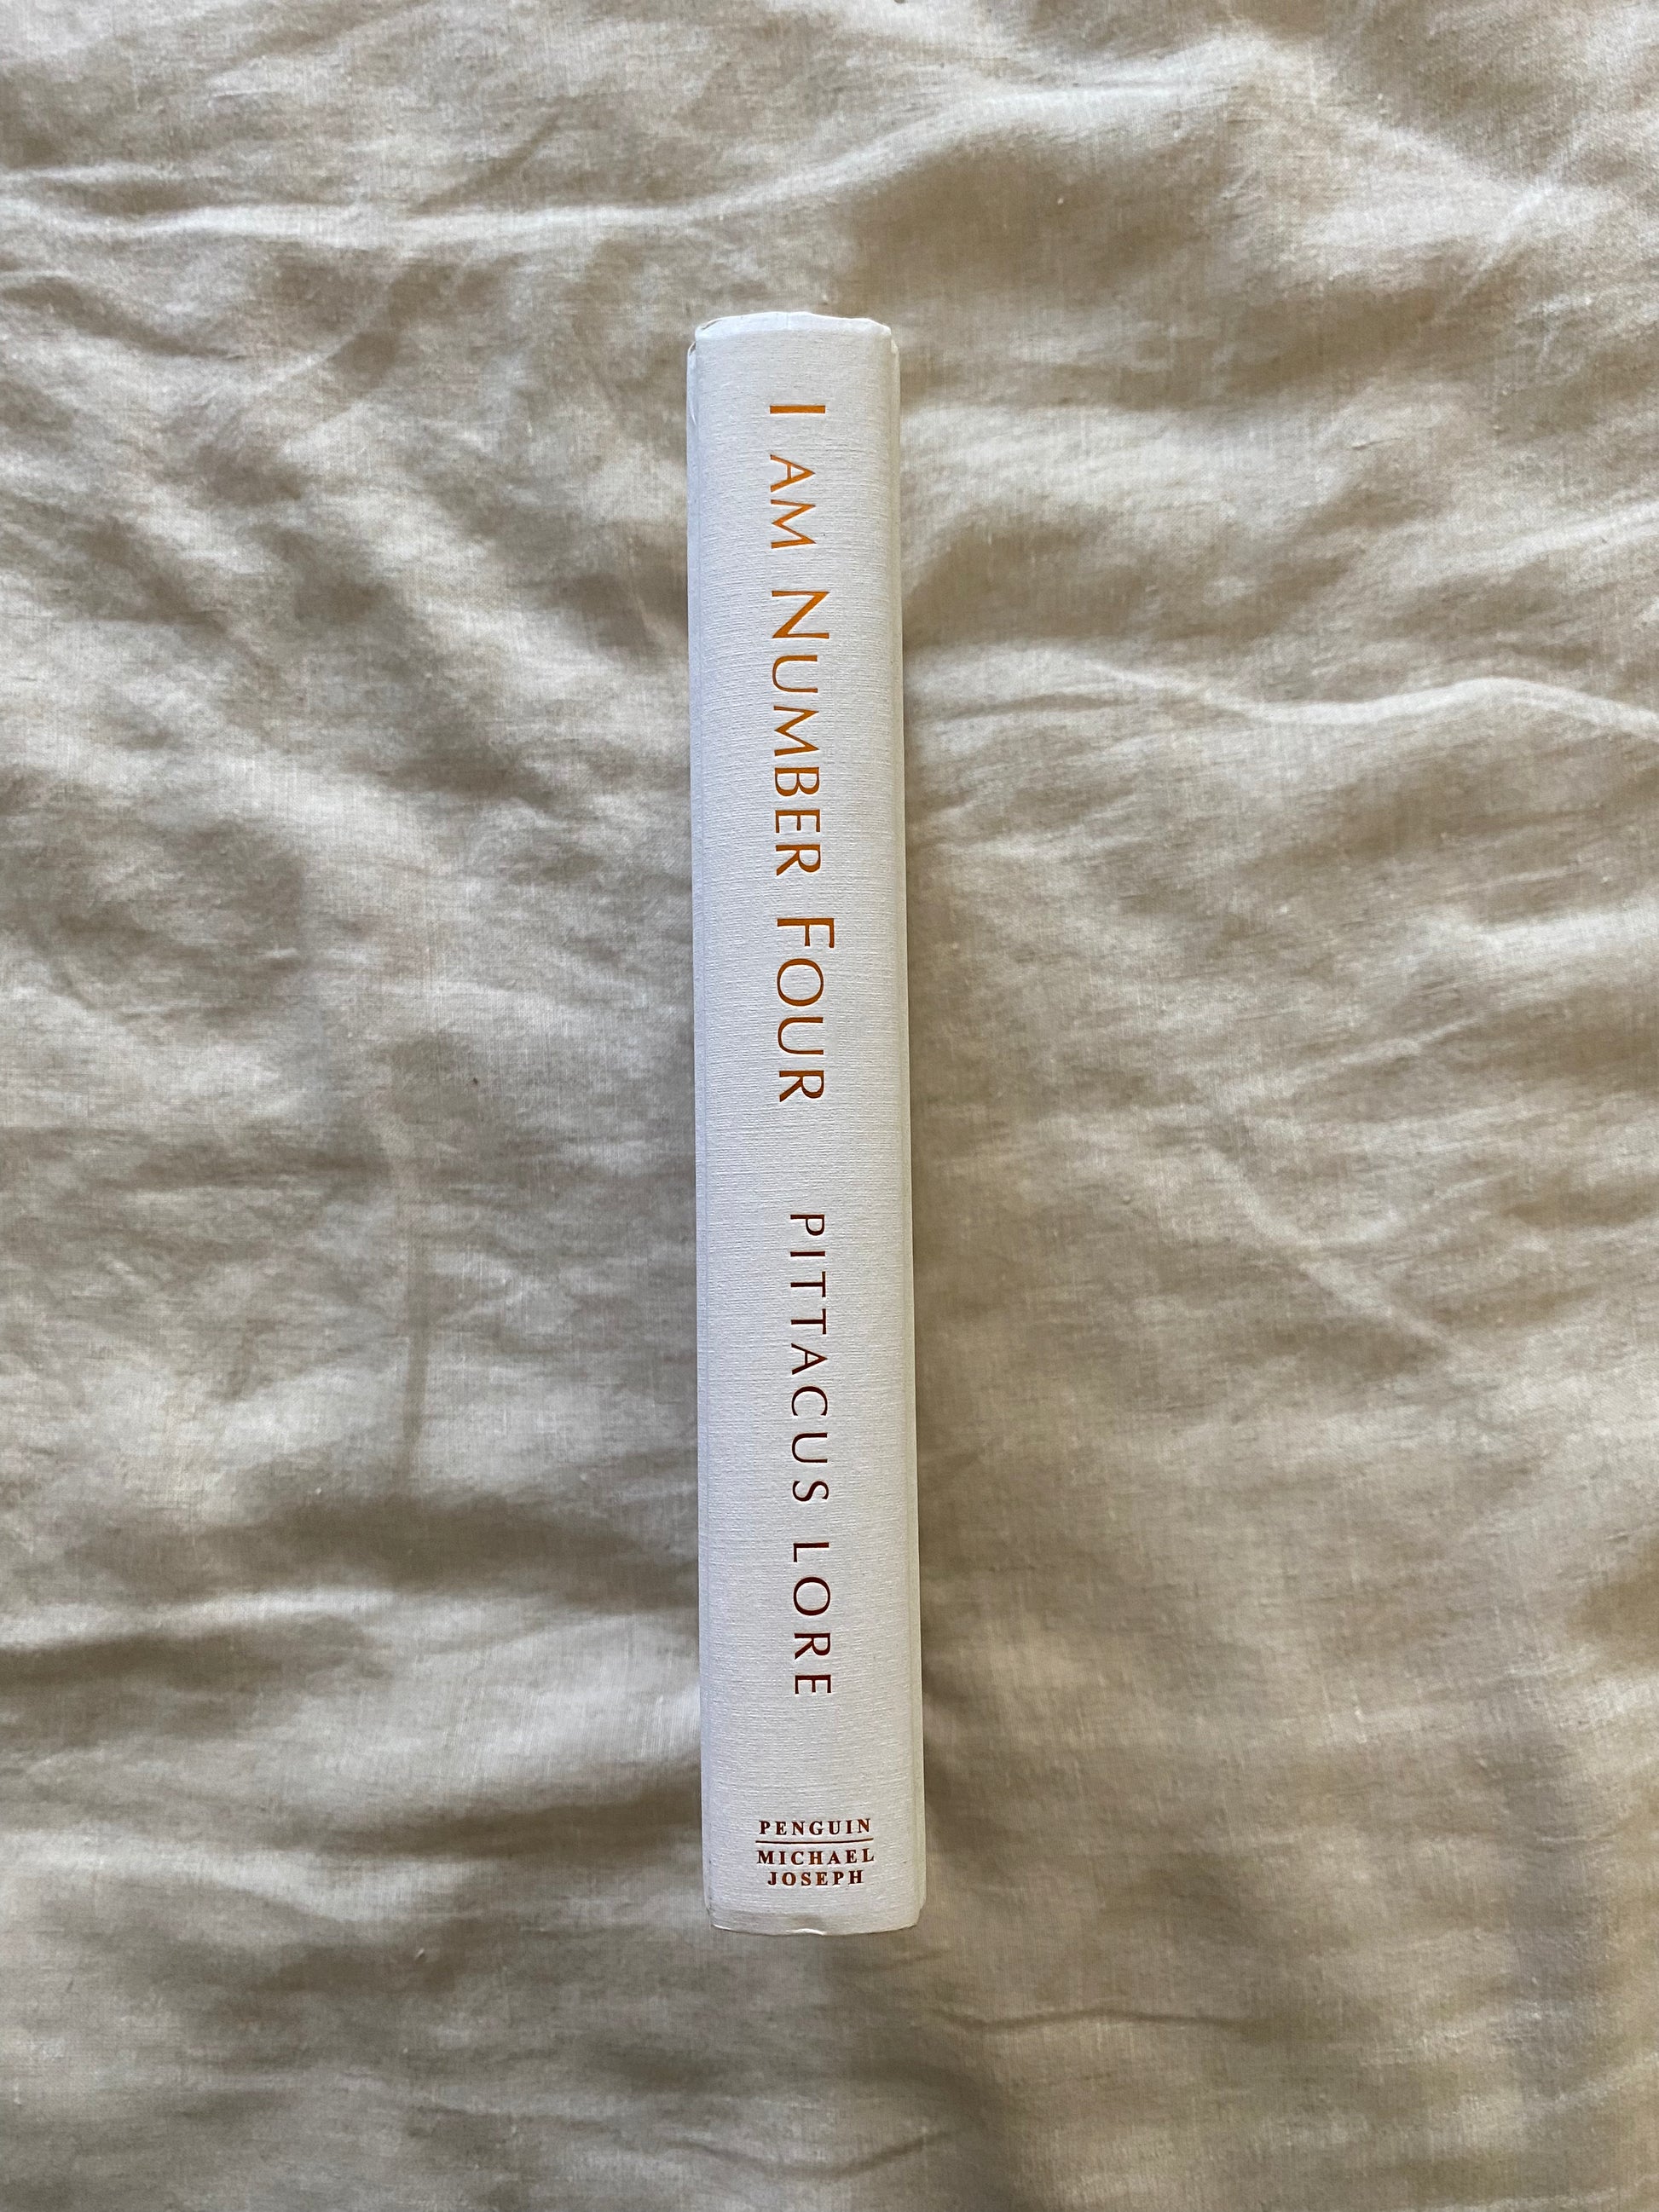 I AM NUMBER FOUR PITTACUS LORE
PENGUIN
MICHAEL
JOSEPH